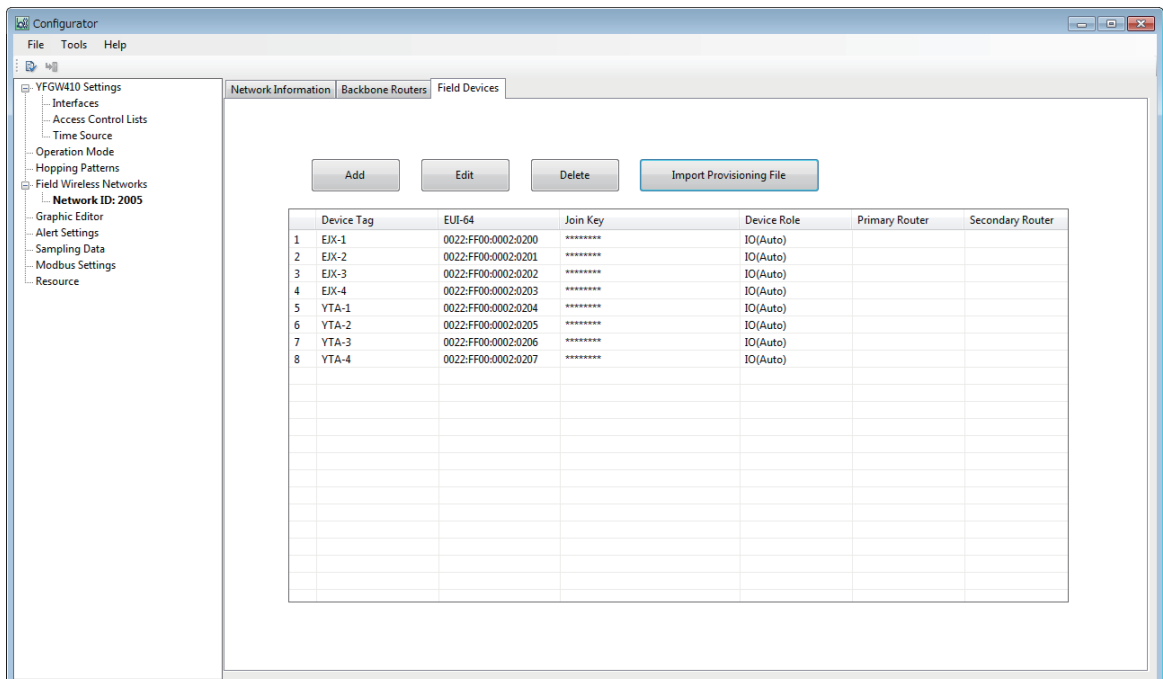 Configurator
File Tools Help
YFGW410 Settings
Interfaces
Access Control Lists
Time Source
Operation Mode
Hopping Patterns
Field Wireless Networks
Network ID: 2005
Graphic Editor
Alert Settings
Sampling Data
Modbus Settings
Resource
Network Information Backbone Routers Field Devices
Add Edit Delete Import Provisioning File
Device Tag EUI-64 Join Key Device Role Primary Router Secondary Router
1 EJX-1 0022:FF00:0002:0200 ******** IO(Auto)
2 EJX-2 0022:FF00:0002:0201 ******** IO(Auto)
3 EJX-3 0022:FF00:0002:0202 ******** IO(Auto)
4 EJX-4 0022:FF00:0002:0203 ******** IO(Auto)
5 YTA-1 0022:FF00:0002:0204 ******** IO(Auto)
6 YTA-2 0022:FF00:0002:0205 ******** IO(Auto)
7 YTA-3 0022:FF00:0002:0206 ******** IO(Auto)
8 YTA-4 0022:FF00:0002:0207 ******** IO(Auto)